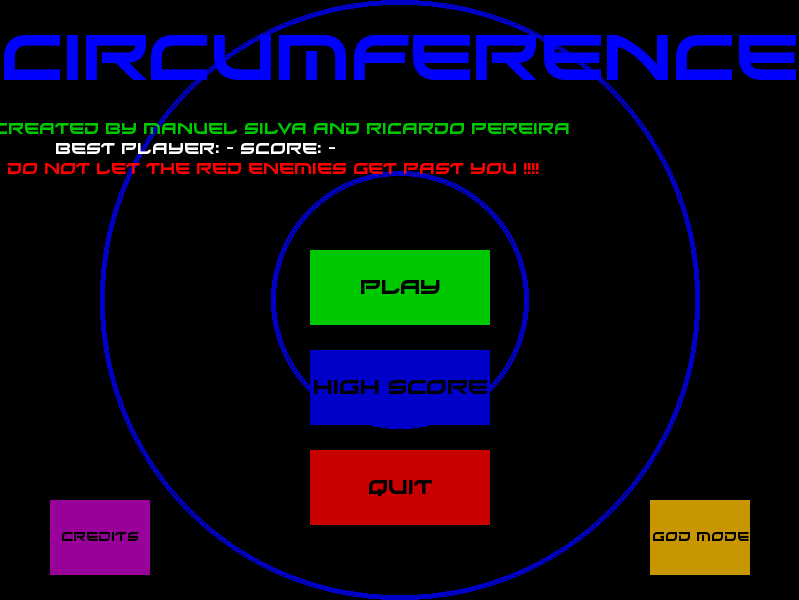 CIRCUMFERENCE
CREATED BY MANUEL SILVA AND RICARDO PEREIRA
BEST PLAYER: - SCORE: -
DO NOT LET THE RED ENEMIES GET PAST YOU !!!!
PLAY
HIGH SCORE
QUIT
CREDITS
GOD MODE